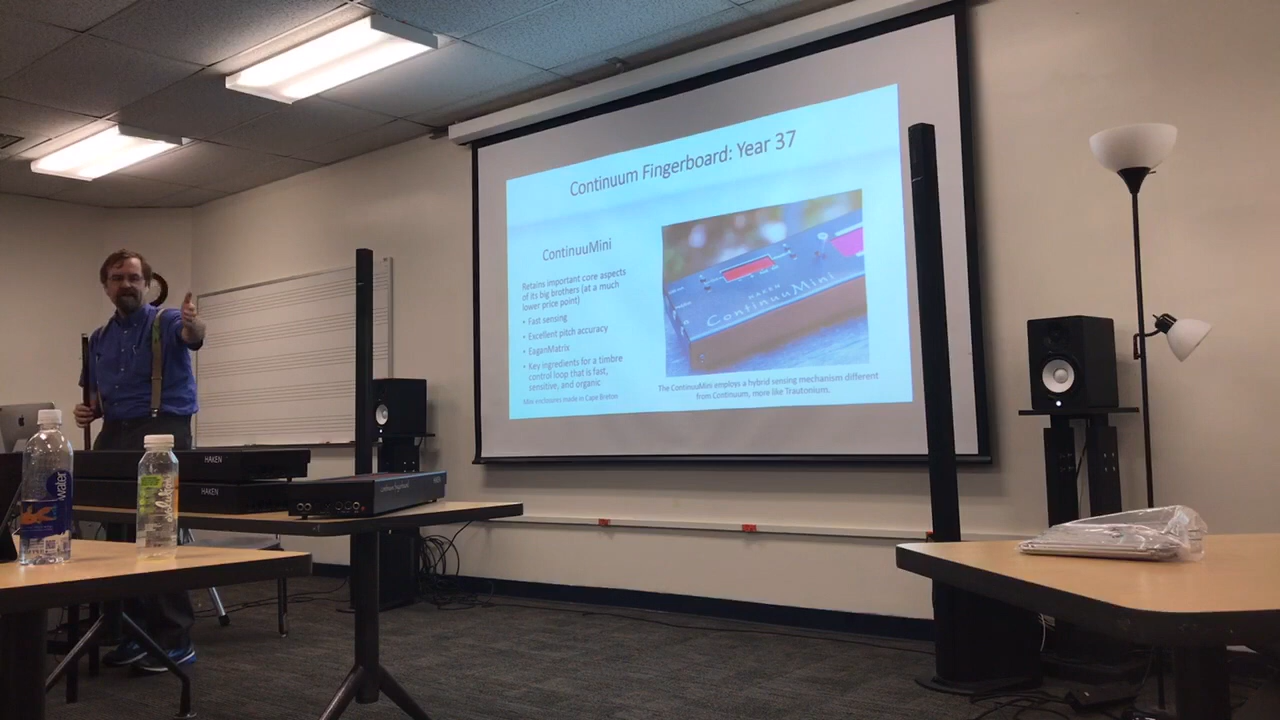 Continuum Fingerboard: Year 37
ContinuuMini
Retains important core aspects
of its big brothers (at a much
lower price point)
• Fast sensing
• Excellent pitch accuracy
• EaganMatrix
• Key ingredients for a timbre
control loop that is fast,
sensitive, and organic
Mini enclosures made in Cape Breton
HAKEN
ContinuuMini
The ContinuuMini employs a hybrid sensing mechanism different
from Continuum, more like Trautonium.
HAKEN
HAKEN
continuum fingerboard
water